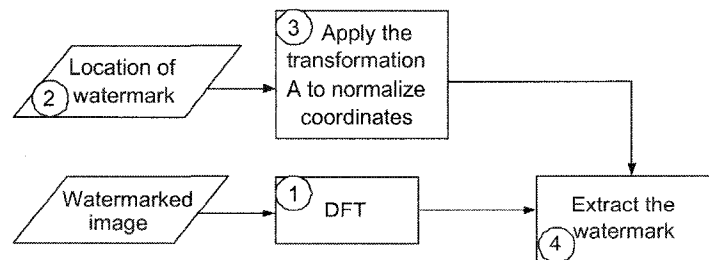 3
Apply the
transformation
A to normalize
coordinates
Location of
watermark
2
Watermarked
image
1
DFT
Extract the
watermark
4